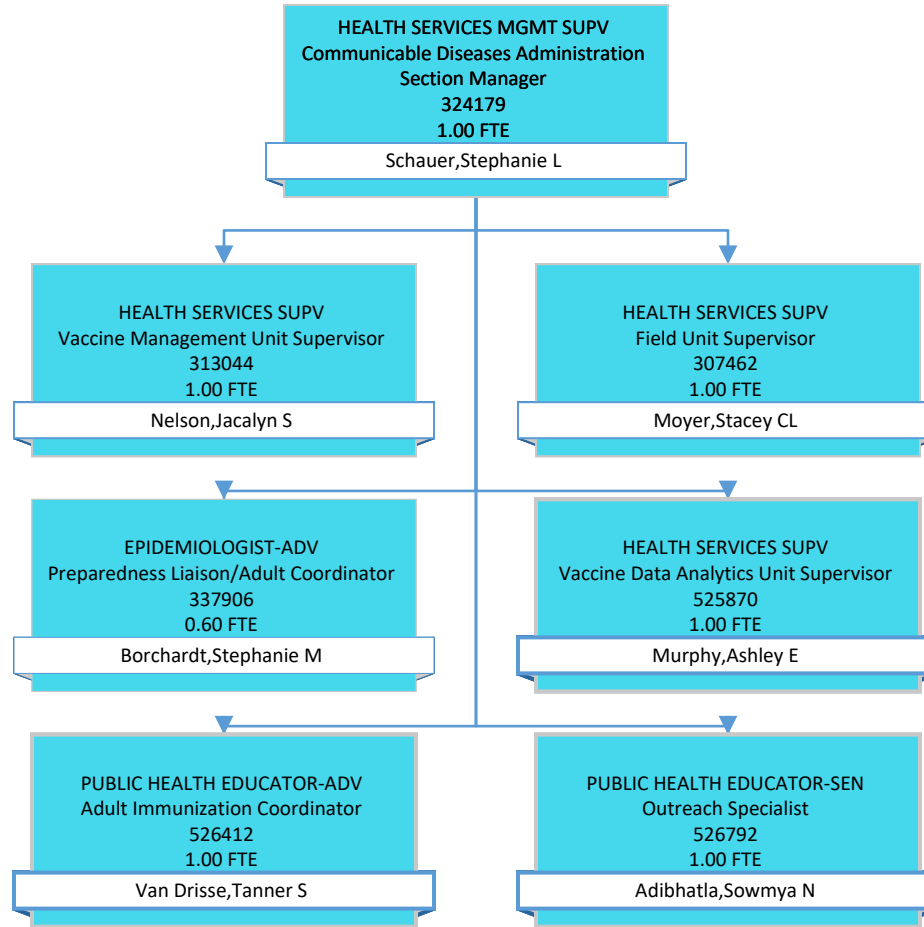 HEALTH SERVICES MGMT SUPV
Communicable Diseases Administration
Section Manager
324179
1.00 FTE
Schauer,Stephanie L
HEALTH SERVICES SUPV
Vaccine Management Unit Supervisor
313044
1.00 FTE
Nelson,Jacalyn S
HEALTH SERVICES SUPV
Field Unit Supervisor
307462
1.00 FTE
Moyer,Stacey CL
EPIDEMIOLOGIST-ADV
Preparedness Liaison/Adult Coordinator
337906
0.60 FTE
Borchardt,Stephanie M
HEALTH SERVICES SUPV
Vaccine Data Analytics Unit Supervisor
525870
1.00 FTE
Murphy,Ashley E
PUBLIC HEALTH EDUCATOR-ADV
Adult Immunization Coordinator
526412
1.00 FTE
Van Drisse,Tanner S
PUBLIC HEALTH EDUCATOR-SEN
Outreach Specialist
526792
1.00 FTE
Adibhatla,Sowmya N